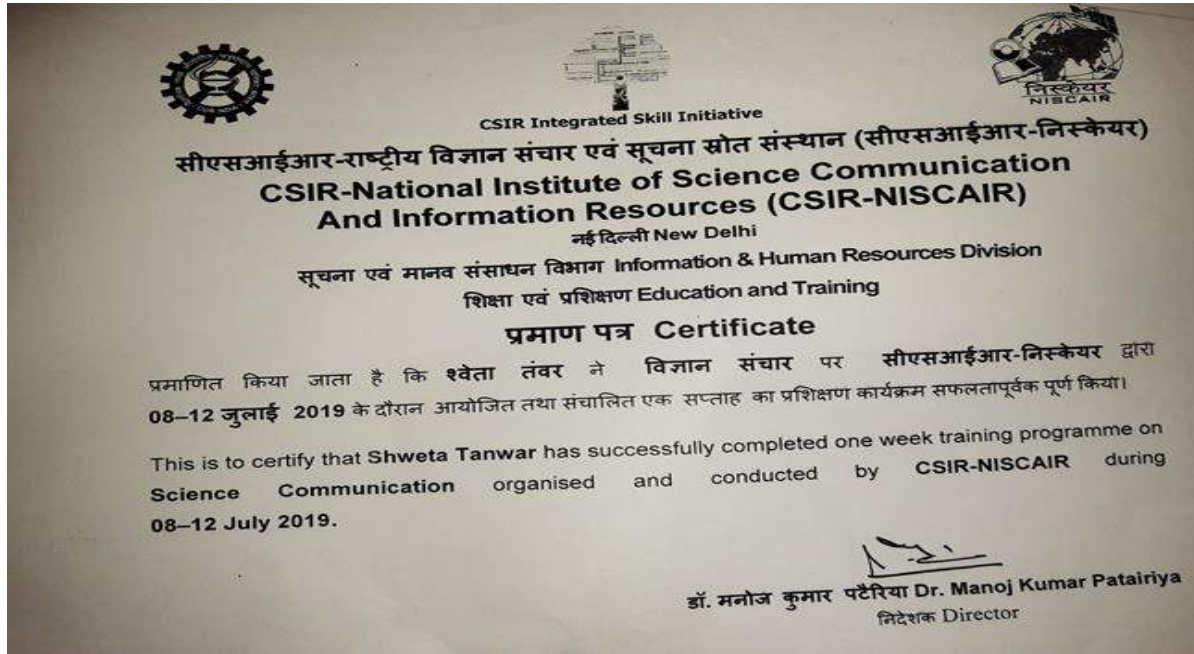 निस्केयर
NISCAIR
CSIR Integrated Skill Initiative
सीएसआईआर-राष्ट्रीय विज्ञान संचार एवं सूचना स्रोत संस्थान (सीएसआईआर-निस्केयर)
CSIR-National Institute of Science Communication
And Information Resources (CSIR-NISCAIR)
नई दिल्ली New Delhi
सूचना एवं मानव संसाधन विभाग Information & Human Resources Division
शिक्षा एवं प्रशिक्षण Education and Training
प्रमाण पत्र Certificate
प्रमाणित किया जाता है कि श्वेता तंवर ने विज्ञान संचार पर सीएसआईआर-निस्केयर द्वारा
08–12 जुलाई 2019 के दौरान आयोजित तथा संचालित एक सप्ताह का प्रशिक्षण कार्यक्रम सफलतापूर्वक पूर्ण किया।
This is to certify that Shweta Tanwar has successfully completed one week training programme on
Science Communication organised and conducted by CSIR-NISCAIR during
08–12 July 2019.
डॉ. मनोज कुमार पटैरिया Dr. Manoj Kumar Patairiya
निदेशक Director